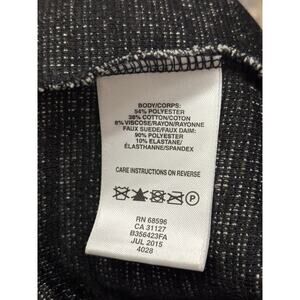 BODY/CORPS:
54% POLYESTER
38% COTTON/COTON
8% VISCOSE/RAYON/RAYONNE
FAUX SUEDE/FAUX DAIM:
90% POLYESTER
10% ELASTANE/
ÉLASTHANNE/SPANDEX
CARE INSTRUCTIONS ON REVERSE
P
RN 68596
CA 31127
B356423FA
JUL 2015
4028